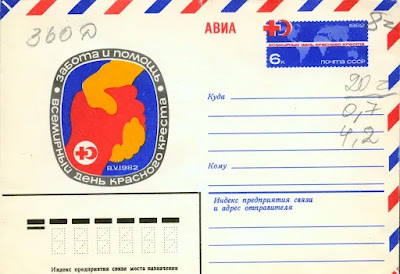 360 Д
АВИА
ВСЕМИРНЫЙ ДЕНЬ КРАСНОГО КРЕСТА
6к ПОЧТА СССР
• ЗАБОТА И ПОМОЩЬ •
ВСЕМИРНЫЙ ДЕНЬ КРАСНОГО КРЕСТА
8.V.1982
Куда
20 г
0,7
4,2
Кому
Индекс предприятия связи
и адрес отправителя
Индекс предприятия связи места назначения